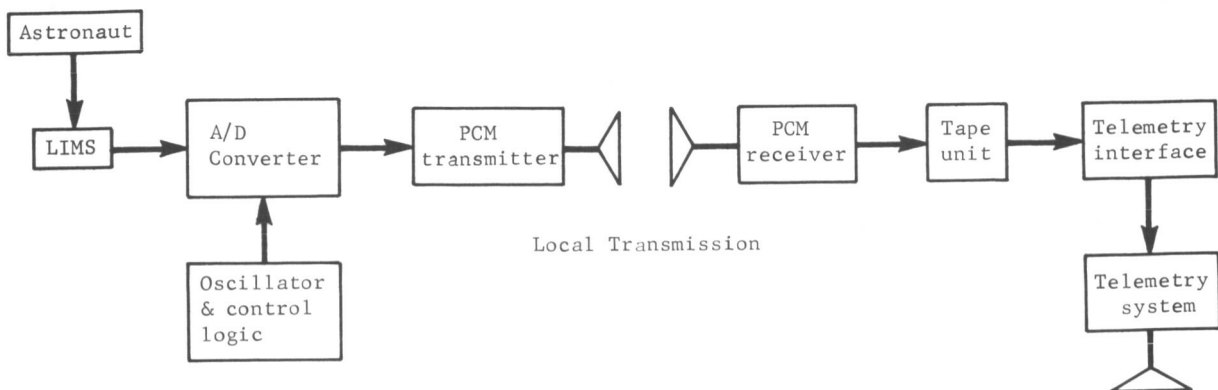 Astronaut
LIMS
A/D
Converter
PCM
transmitter
PCM
receiver
Tape
unit
Telemetry
interface
Local Transmission
Oscillator
& control
logic
Telemetry
system